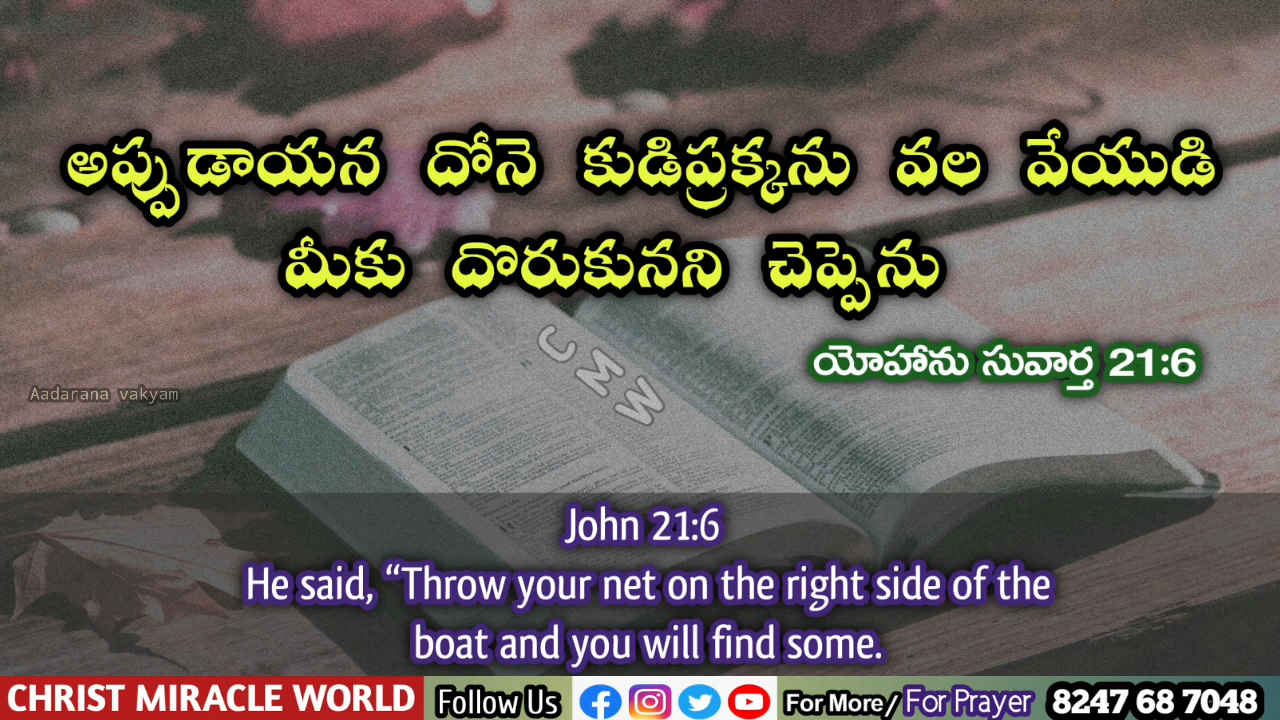 అప్పుడాయన దోనె కుడిప్రక్కను వల వేయుడి
మీకు దొరుకునని చెప్పెను
యోహాను సువార్త 21:6
Aadarana vakyam
CMW
John 21:6
He said, “Throw your net on the right side of the
boat and you will find some.
CHRIST MIRACLE WORLD Follow Us For More/ For Prayer 8247 68 7048